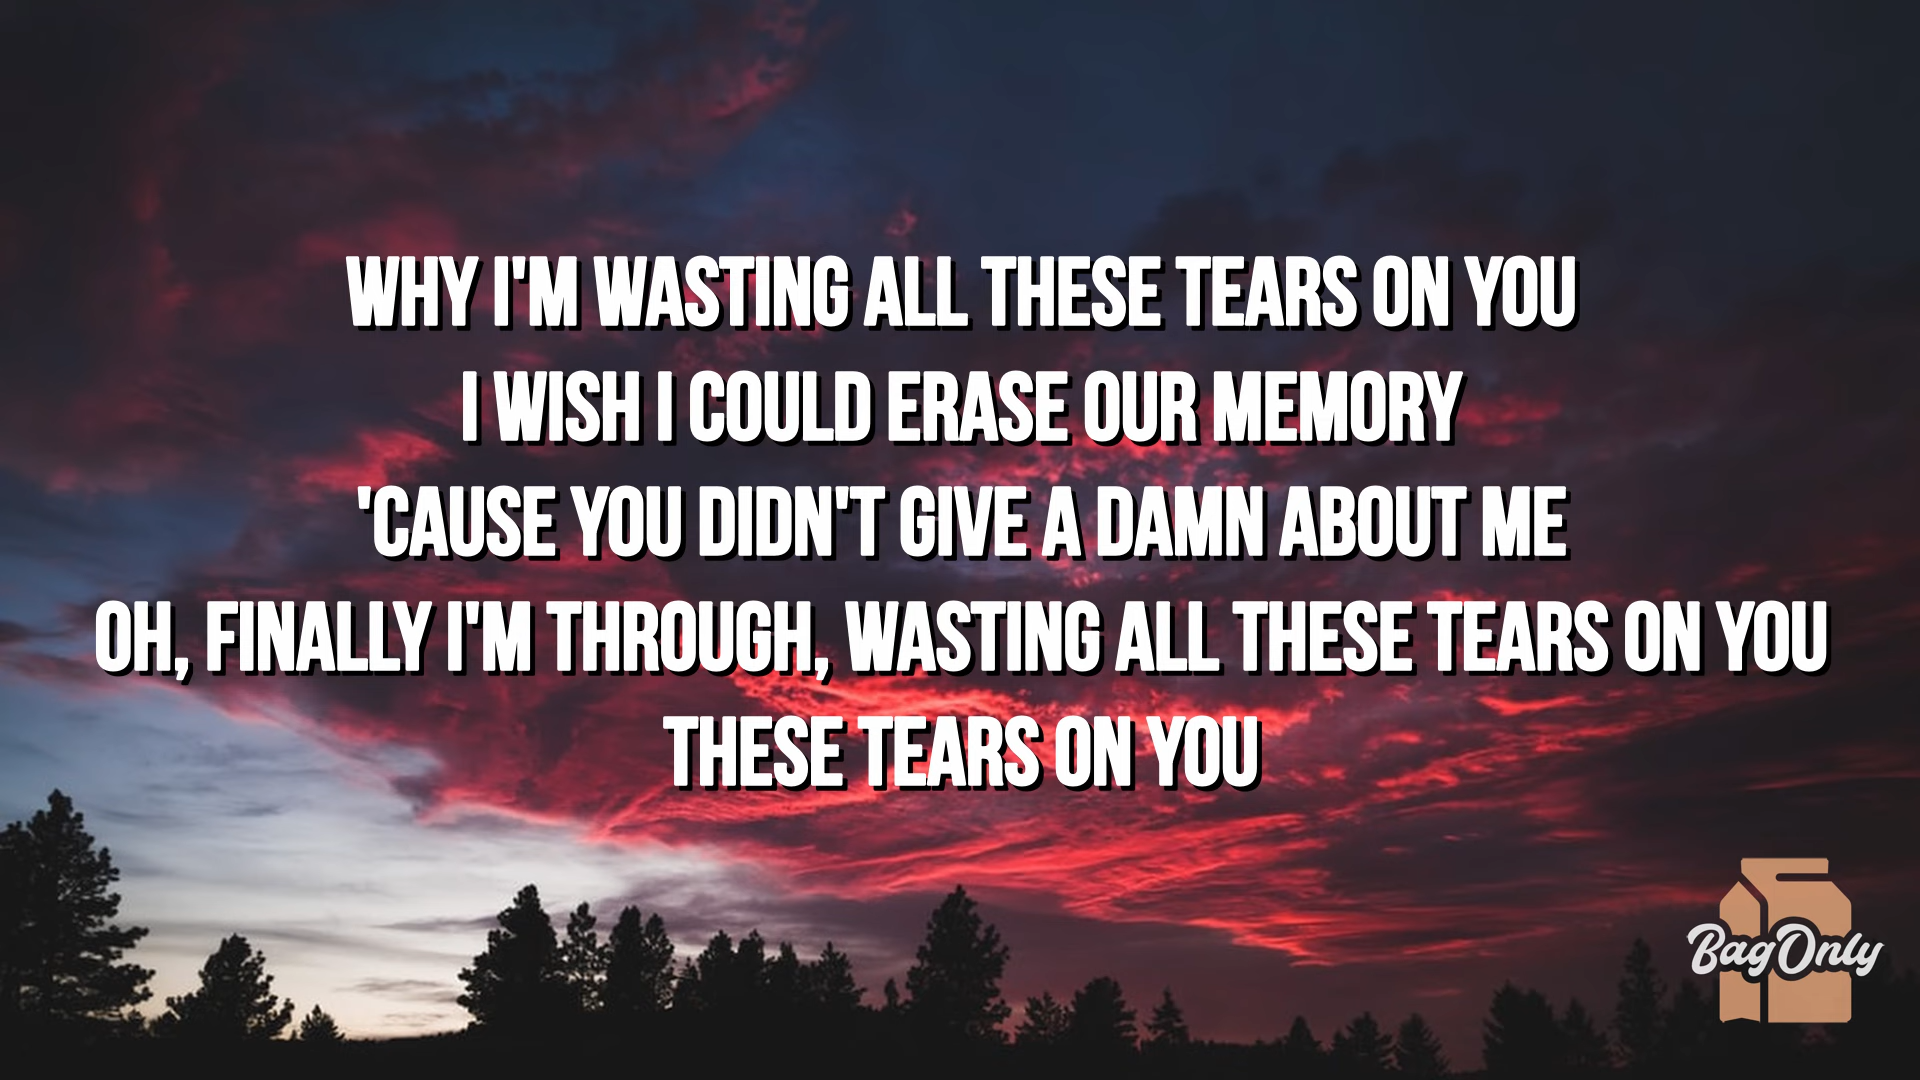 WHY I'M WASTING ALL THESE TEARS ON YOU
I WISH I COULD ERASE OUR MEMORY
'CAUSE YOU DIDN'T GIVE A DAMN ABOUT ME
OH, FINALLY I'M THROUGH, WASTING ALL THESE TEARS ON YOU
THESE TEARS ON YOU
BagOnly